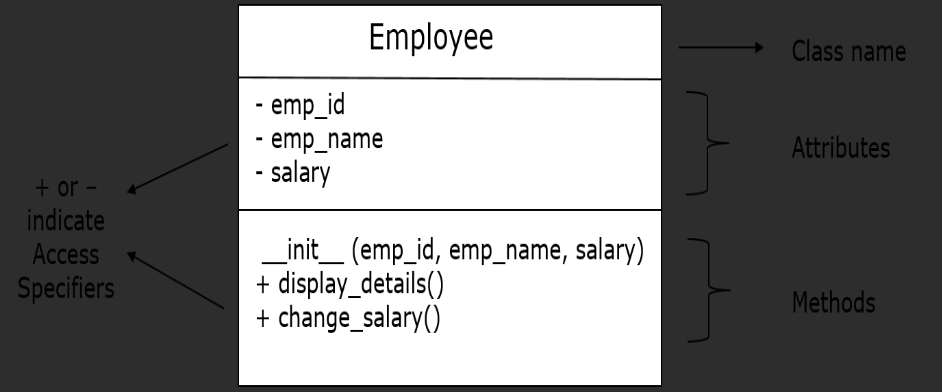 Employee
Class name
- emp_id
- emp_name
- salary
Attributes
+ or –
indicate
Access
Specifiers
__init__ (emp_id, emp_name, salary)
+ display_details()
+ change_salary()
Methods